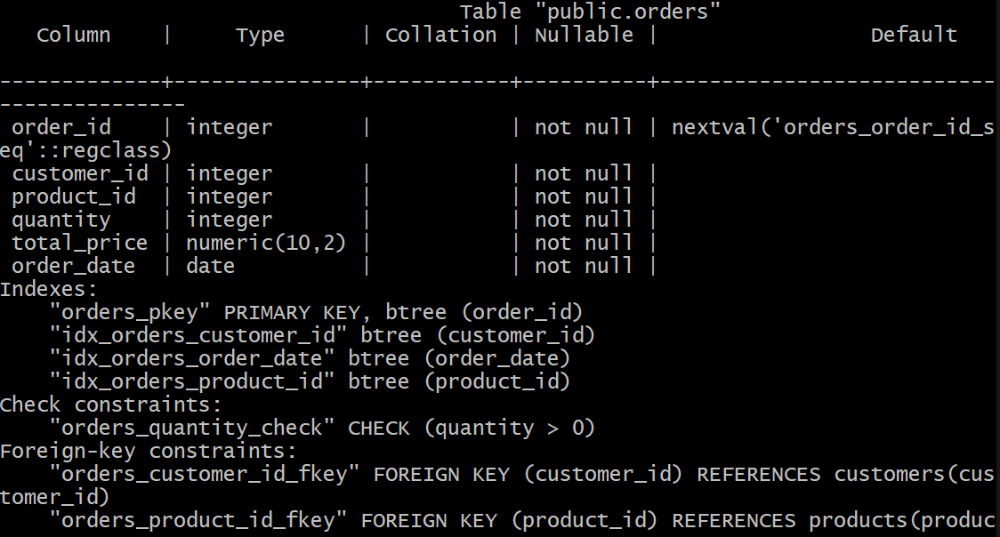 Table "public.orders"
Column | Type | Collation | Nullable | Default
-------------+---------------+-----------+----------+---------------------------
---------------
order_id | integer | | not null | nextval('orders_order_id_s
eq'::regclass)
customer_id | integer | | not null |
product_id | integer | | not null |
quantity | integer | | not null |
total_price | numeric(10,2) | | not null |
order_date | date | | not null |
Indexes:
"orders_pkey" PRIMARY KEY, btree (order_id)
"idx_orders_customer_id" btree (customer_id)
"idx_orders_order_date" btree (order_date)
"idx_orders_product_id" btree (product_id)
Check constraints:
"orders_quantity_check" CHECK (quantity > 0)
Foreign-key constraints:
"orders_customer_id_fkey" FOREIGN KEY (customer_id) REFERENCES customers(cus
tomer_id)
"orders_product_id_fkey" FOREIGN KEY (product_id) REFERENCES products(produc